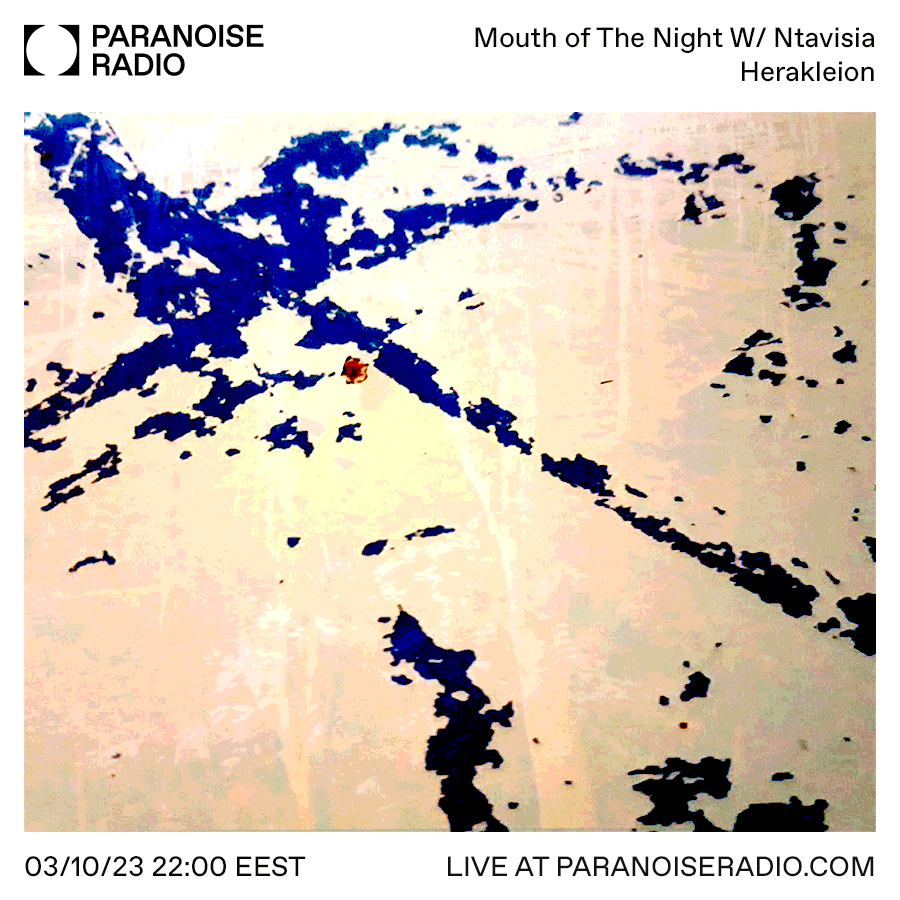 PARANOISE
RADIO
Mouth of The Night W/ Ntavisia
Herakleion
03/10/23 22:00 EEST
LIVE AT PARANOISERADIO.COM